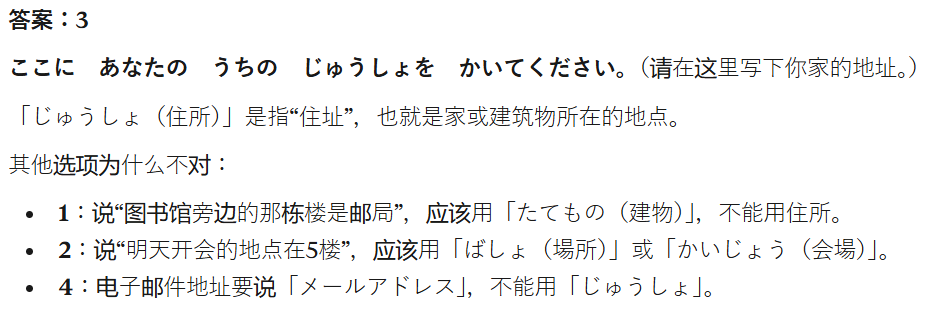 答案：3
ここに　あなたの　うちの　じゅうしょを　かいてください。（请在这里写下你家的地址。）
「じゅうしょ（住所）」是指“住址”，也就是家或建筑物所在的地点。
其他选项为什么不对：
• 1：说“图书馆旁边的那栋楼是邮局”，应该用「たてもの（建物）」，不能用住所。
• 2：说“明天开会的地点在5楼”，应该用「ばしょ（場所）」或「かいじょう（会場）」。
• 4：电子邮件地址要说「メールアドレス」，不能用「じゅうしょ」。